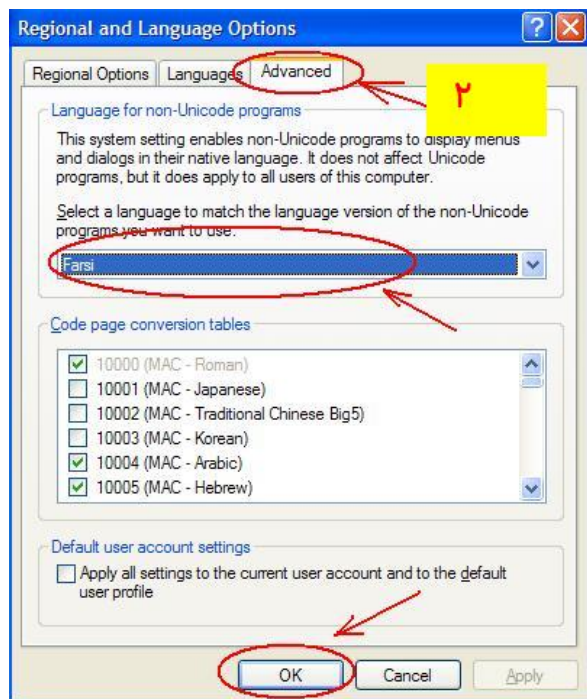 Regional and Language Options
Regional Options
Languages
Advanced
۲
Language for non-Unicode programs
This system setting enables non-Unicode programs to display menus
and dialogs in their native language. It does not affect Unicode
programs, but it does apply to all users of this computer.
Select a language to match the language version of the non-Unicode
programs you want to use:
Farsi
Code page conversion tables
10000 (MAC - Roman)
10001 (MAC - Japanese)
10002 (MAC - Traditional Chinese Big5)
10003 (MAC - Korean)
10004 (MAC - Arabic)
10005 (MAC - Hebrew)
Default user account settings
Apply all settings to the current user account and to the default
user profile
OK
Cancel
Apply